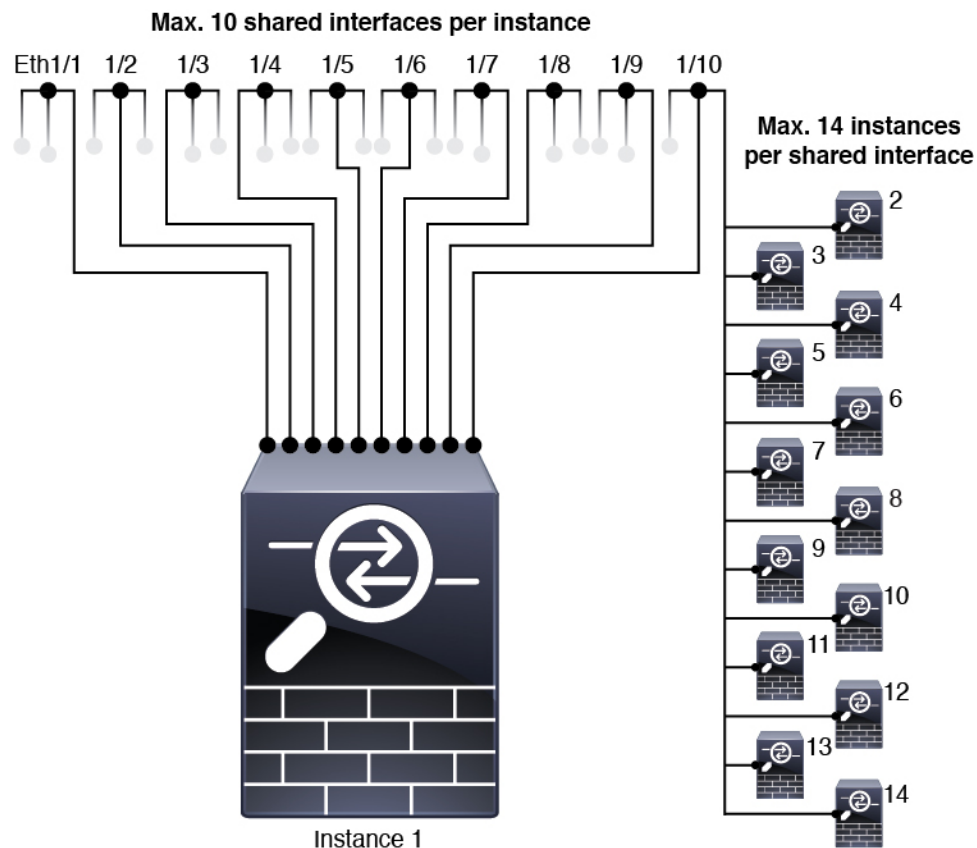 Max. 10 shared interfaces per instance
Eth1/1 1/2 1/3 1/4 1/5 1/6 1/7 1/8 1/9 1/10
Max. 14 instances
per shared interface
2
3
4
5
6
7
8
9
10
11
12
13
14
Instance 1